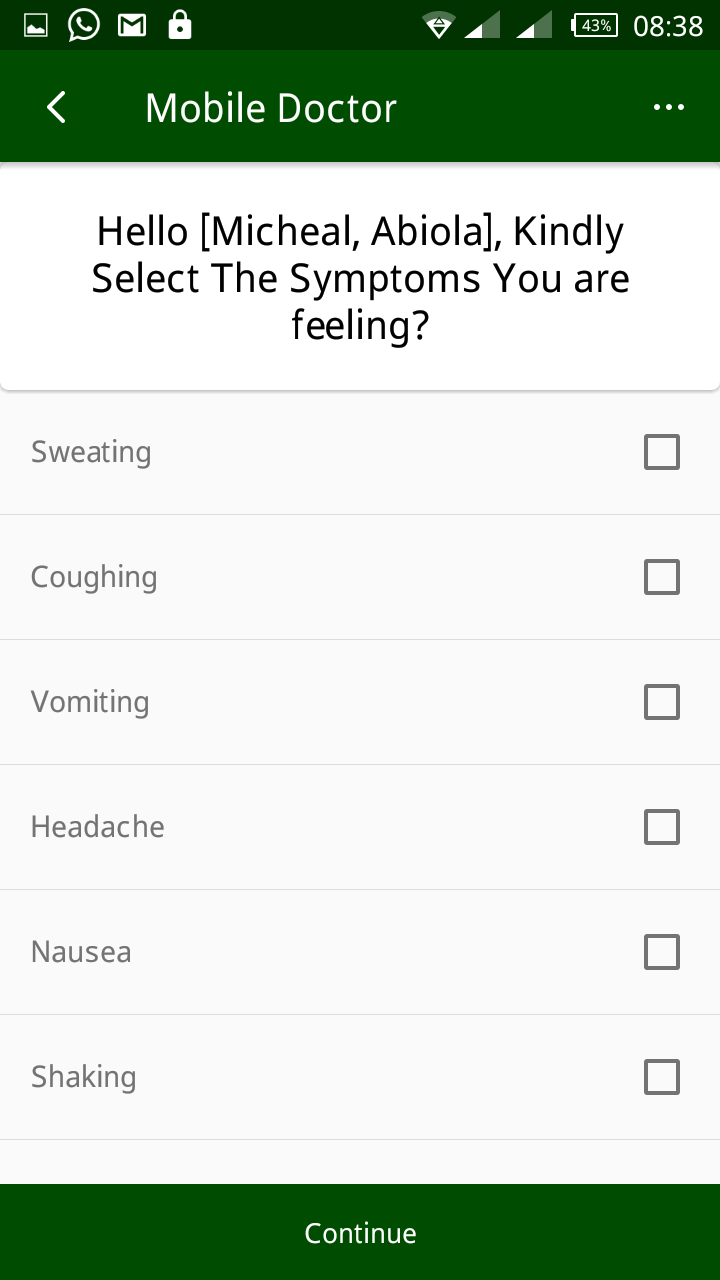 43% 08:38
Mobile Doctor
Hello [Micheal, Abiola], Kindly
Select The Symptoms You are
feeling?
Sweating
Coughing
Vomiting
Headache
Nausea
Shaking
Continue